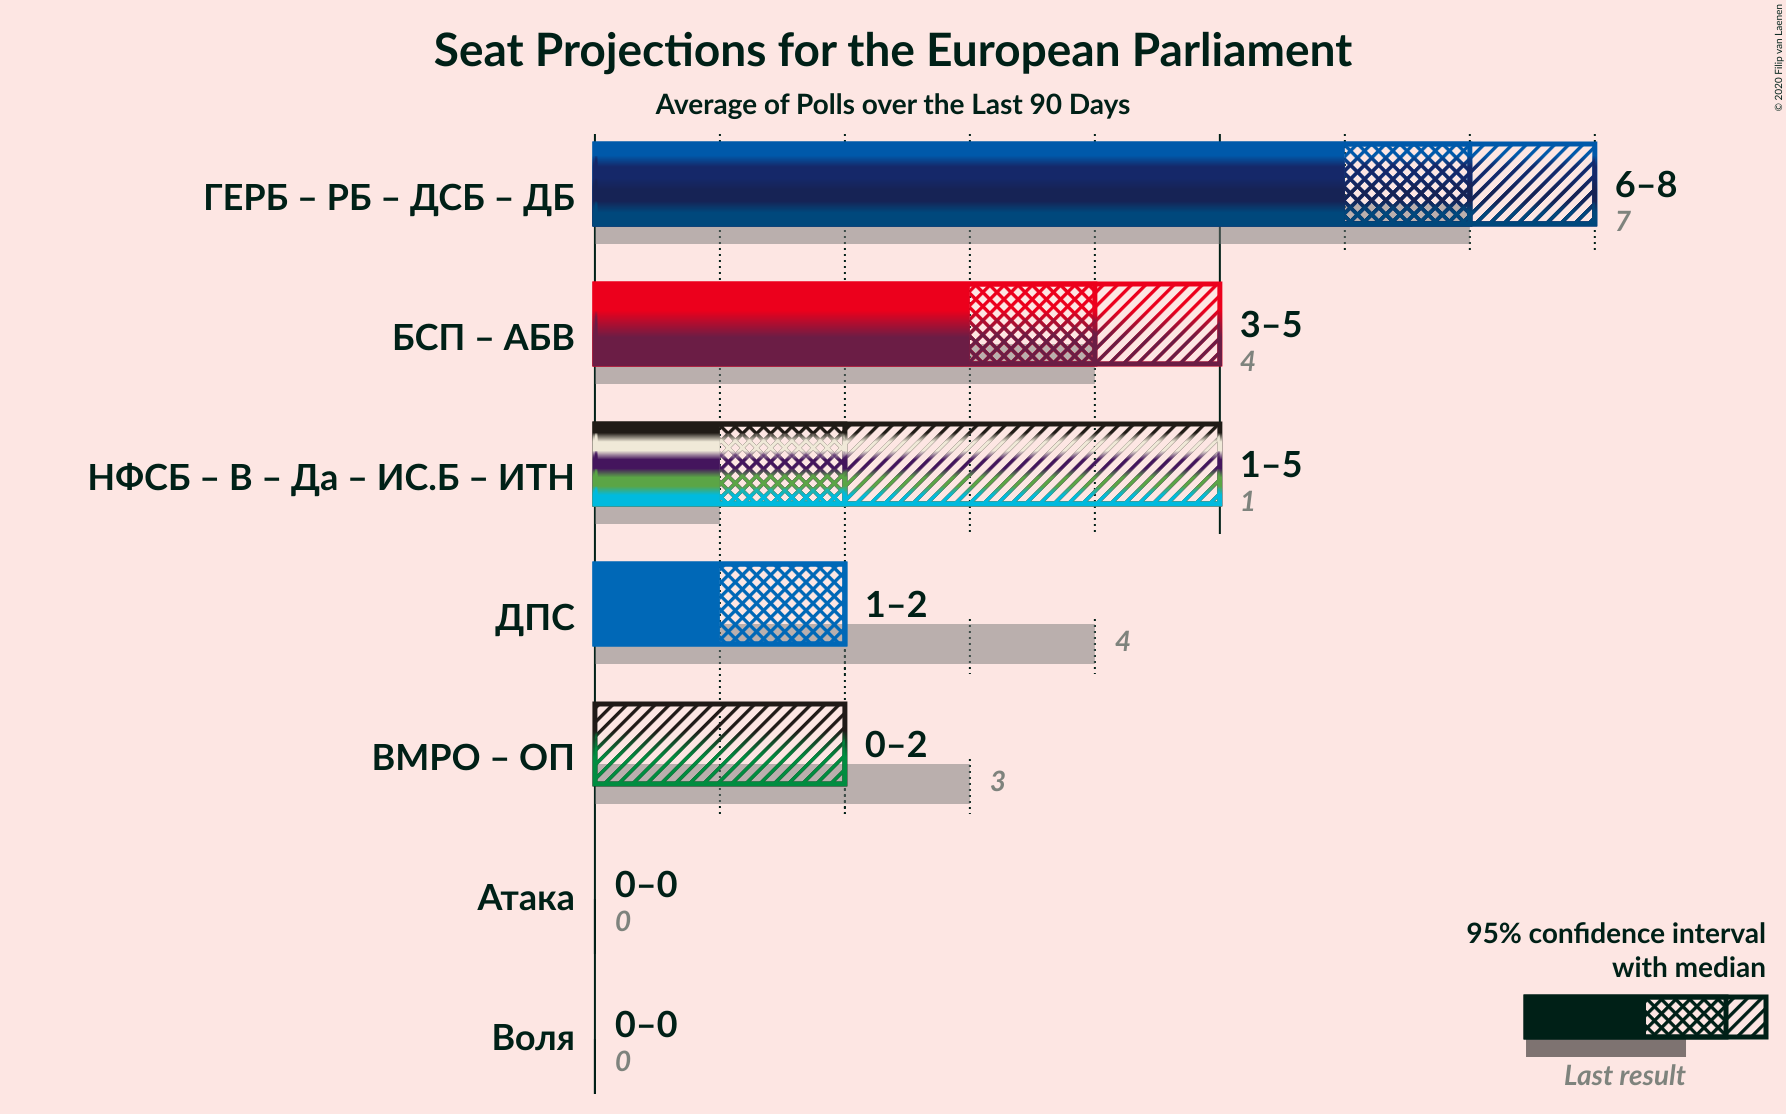 Seat Projections for the European Parliament
Average of Polls over the Last 90 Days
© 2020 Filip van Laenen
ГЕРБ – РБ – ДСБ – ДБ
6–8
7
БСП – АБВ
3–5
4
НФСБ – В – Да – ИС.Б – ИТН
1–5
1
ДПС
1–2
4
ВМРО – ОП
0–2
3
Атака
0–0
0
Воля
0–0
0
95% confidence interval
with median
Last result